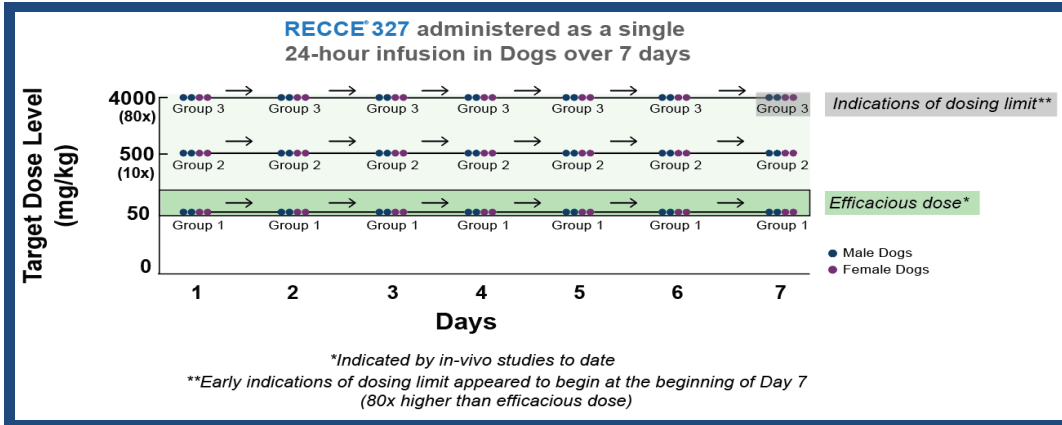 RECCE® 327 administered as a single
24-hour infusion in Dogs over 7 days
Target Dose Level
(mg/kg)
4000
(80x)
Group 3 Group 3 Group 3 Group 3 Group 3 Group 3 Group 3
Indications of dosing limit**
500
(10x)
Group 2 Group 2 Group 2 Group 2 Group 2 Group 2 Group 2
50
Efficacious dose*
Group 1 Group 1 Group 1 Group 1 Group 1 Group 1 Group 1
Male Dogs
Female Dogs
0
1 2 3 4 5 6 7
Days
*Indicated by in-vivo studies to date
**Early indications of dosing limit appeared to begin at the beginning of Day 7
(80x higher than efficacious dose)